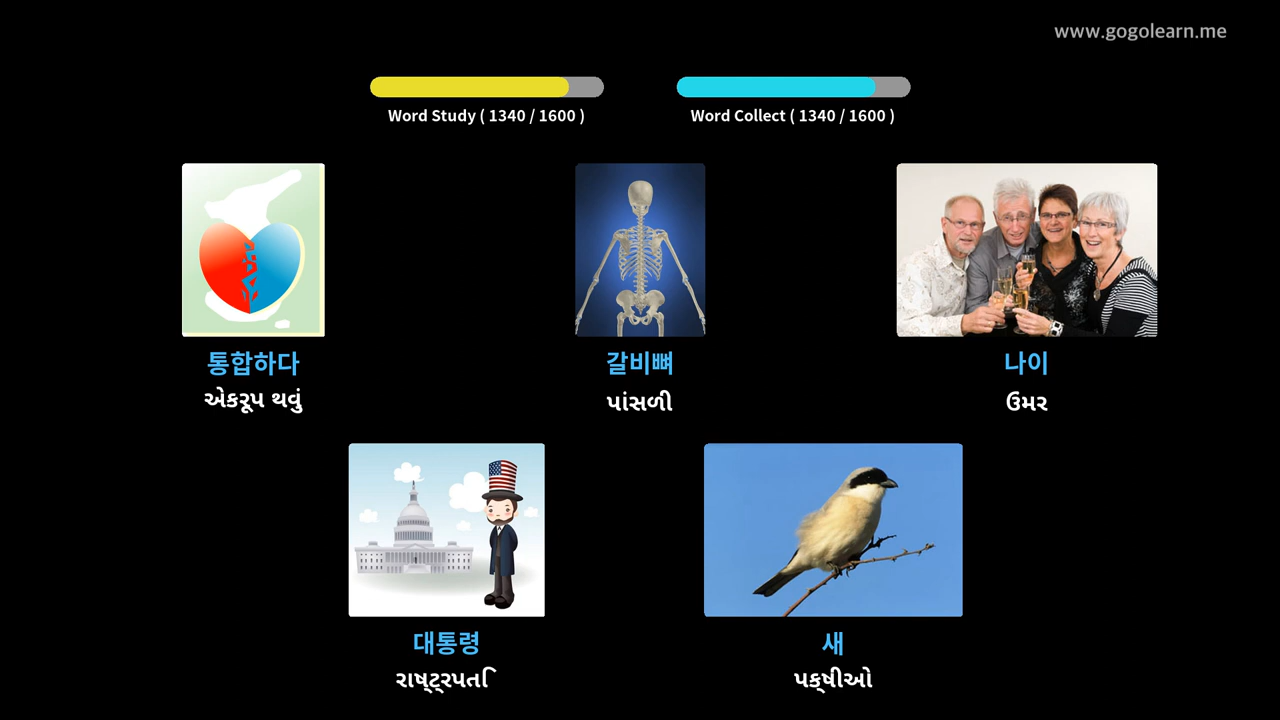 www.gogolearn.me
Word Study ( 1340 / 1600 )
Word Collect ( 1340 / 1600 )
통합하다
એકરૂપ થવું
갈비뼈
પાંસળી
나이
ઉંમર
대통령
રાષ્ટ્રપતિ
새
પક્ષીઓ